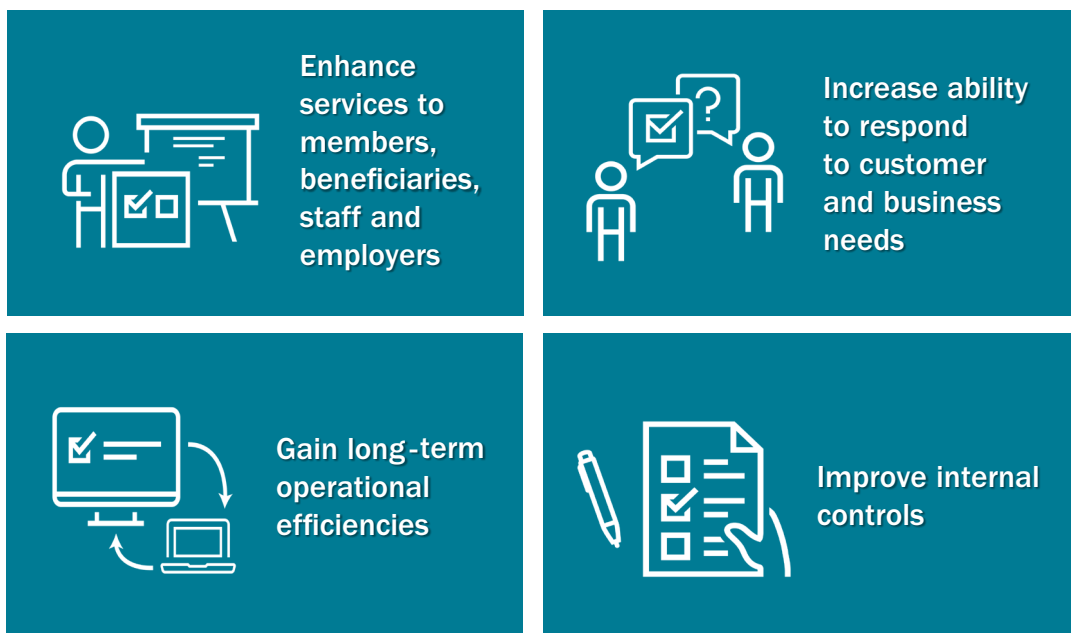 Enhance
services to
members,
beneficiaries,
staff and
employers
Increase ability
to respond
to customer
and business
needs
?
Gain long-term
operational
efficiencies
Improve internal
controls